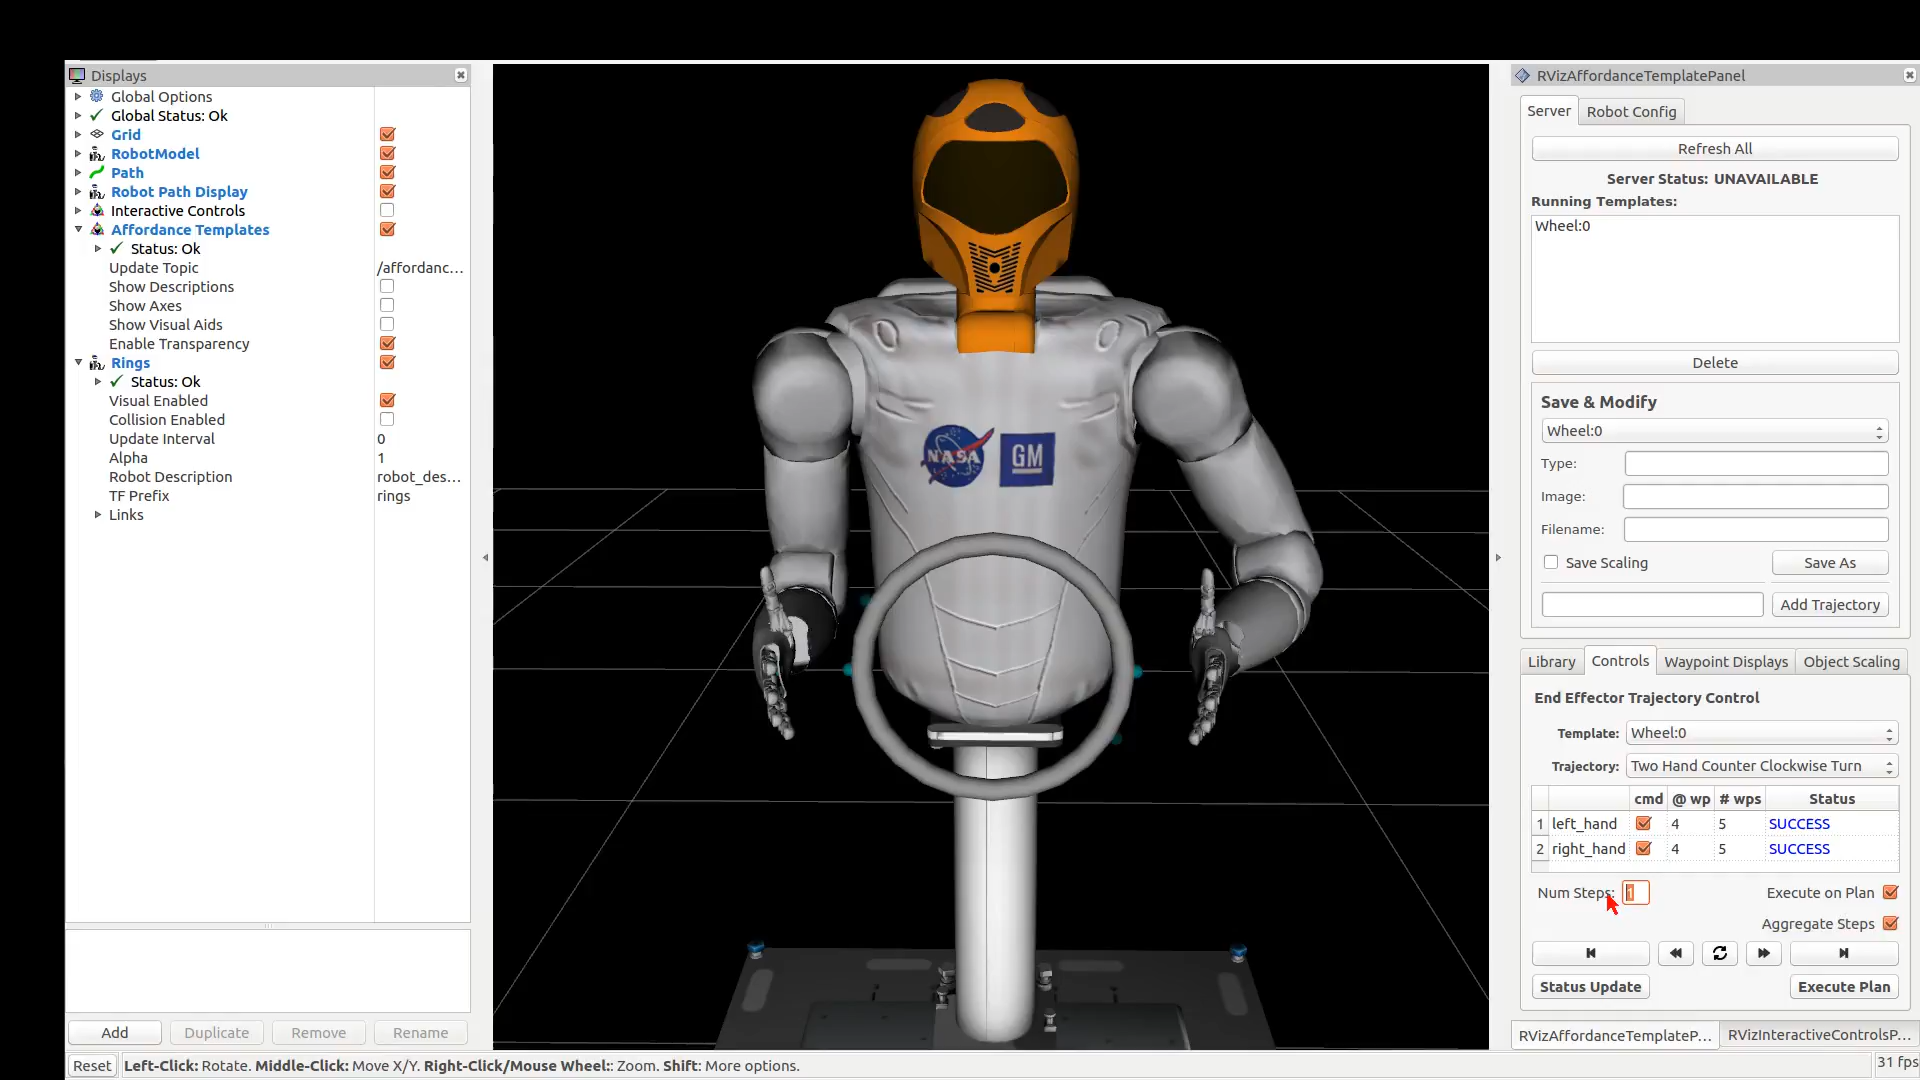 Displays
Global Options
Global Status: Ok
Grid
RobotModel
Path
Robot Path Display
Interactive Controls
Affordance Templates
Status: Ok
Update Topic /affordanc...
Show Descriptions
Show Axes
Show Visual Aids
Enable Transparency
Rings
Status: Ok
Visual Enabled
Collision Enabled
Update Interval 0
Alpha 1
Robot Description robot_des...
TF Prefix rings
Links
Add Duplicate Remove Rename
Reset Left-Click: Rotate. Middle-Click: Move X/Y. Right-Click/Mouse Wheel:: Zoom. Shift: More options.
NASA GM
RVizAffordanceTemplatePanel
Server Robot Config
Refresh All
Server Status: UNAVAILABLE
Running Templates:
Wheel:0
Delete
Save & Modify
Wheel:0
Type:
Image:
Filename:
Save Scaling Save As
Add Trajectory
Library Controls Waypoint Displays Object Scaling
End Effector Trajectory Control
Template: Wheel:0
Trajectory: Two Hand Counter Clockwise Turn
cmd @ wp # wps Status
1 left_hand 4 5 SUCCESS
2 right_hand 4 5 SUCCESS
Num Steps: 1 Execute on Plan
Aggregate Steps
Status Update Execute Plan
RVizAffordanceTemplateP... RVizInteractiveControlsP...
31 fps